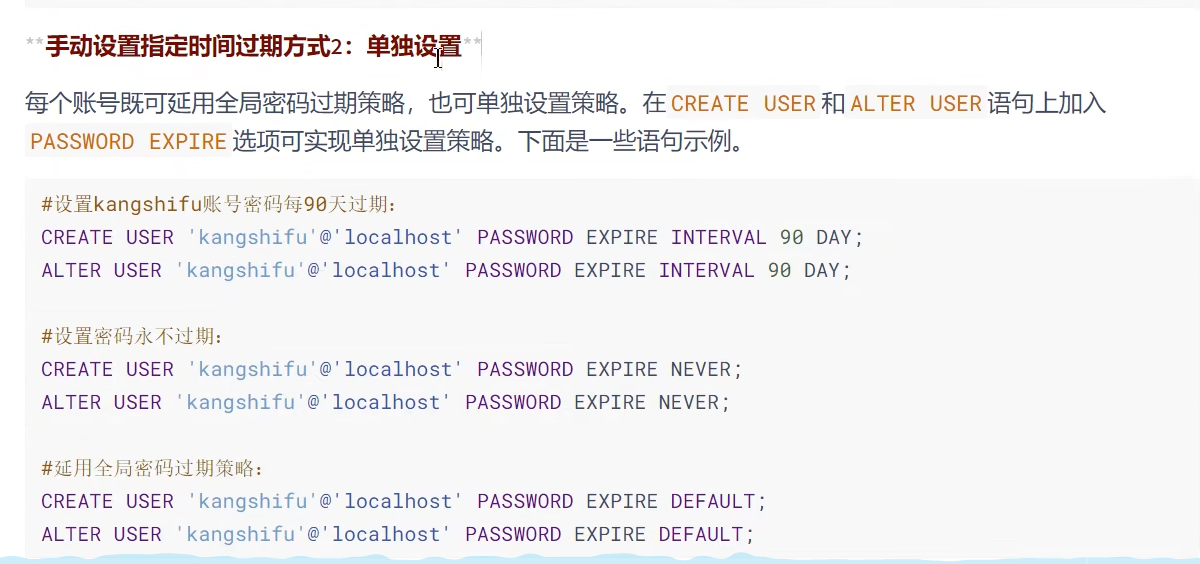 **手动设置指定时间过期方式2：单独设置**
每个账号既可延用全局密码过期策略，也可单独设置策略。在CREATE USER和ALTER USER语句上加入
PASSWORD EXPIRE选项可实现单独设置策略。下面是一些语句示例。
#设置kangshifu账号密码每90天过期：
CREATE USER 'kangshifu'@'localhost' PASSWORD EXPIRE INTERVAL 90 DAY;
ALTER USER 'kangshifu'@'localhost' PASSWORD EXPIRE INTERVAL 90 DAY;
#设置密码永不过期：
CREATE USER 'kangshifu'@'localhost' PASSWORD EXPIRE NEVER;
ALTER USER 'kangshifu'@'localhost' PASSWORD EXPIRE NEVER;
#延用全局密码过期策略：
CREATE USER 'kangshifu'@'localhost' PASSWORD EXPIRE DEFAULT;
ALTER USER 'kangshifu'@'localhost' PASSWORD EXPIRE DEFAULT;